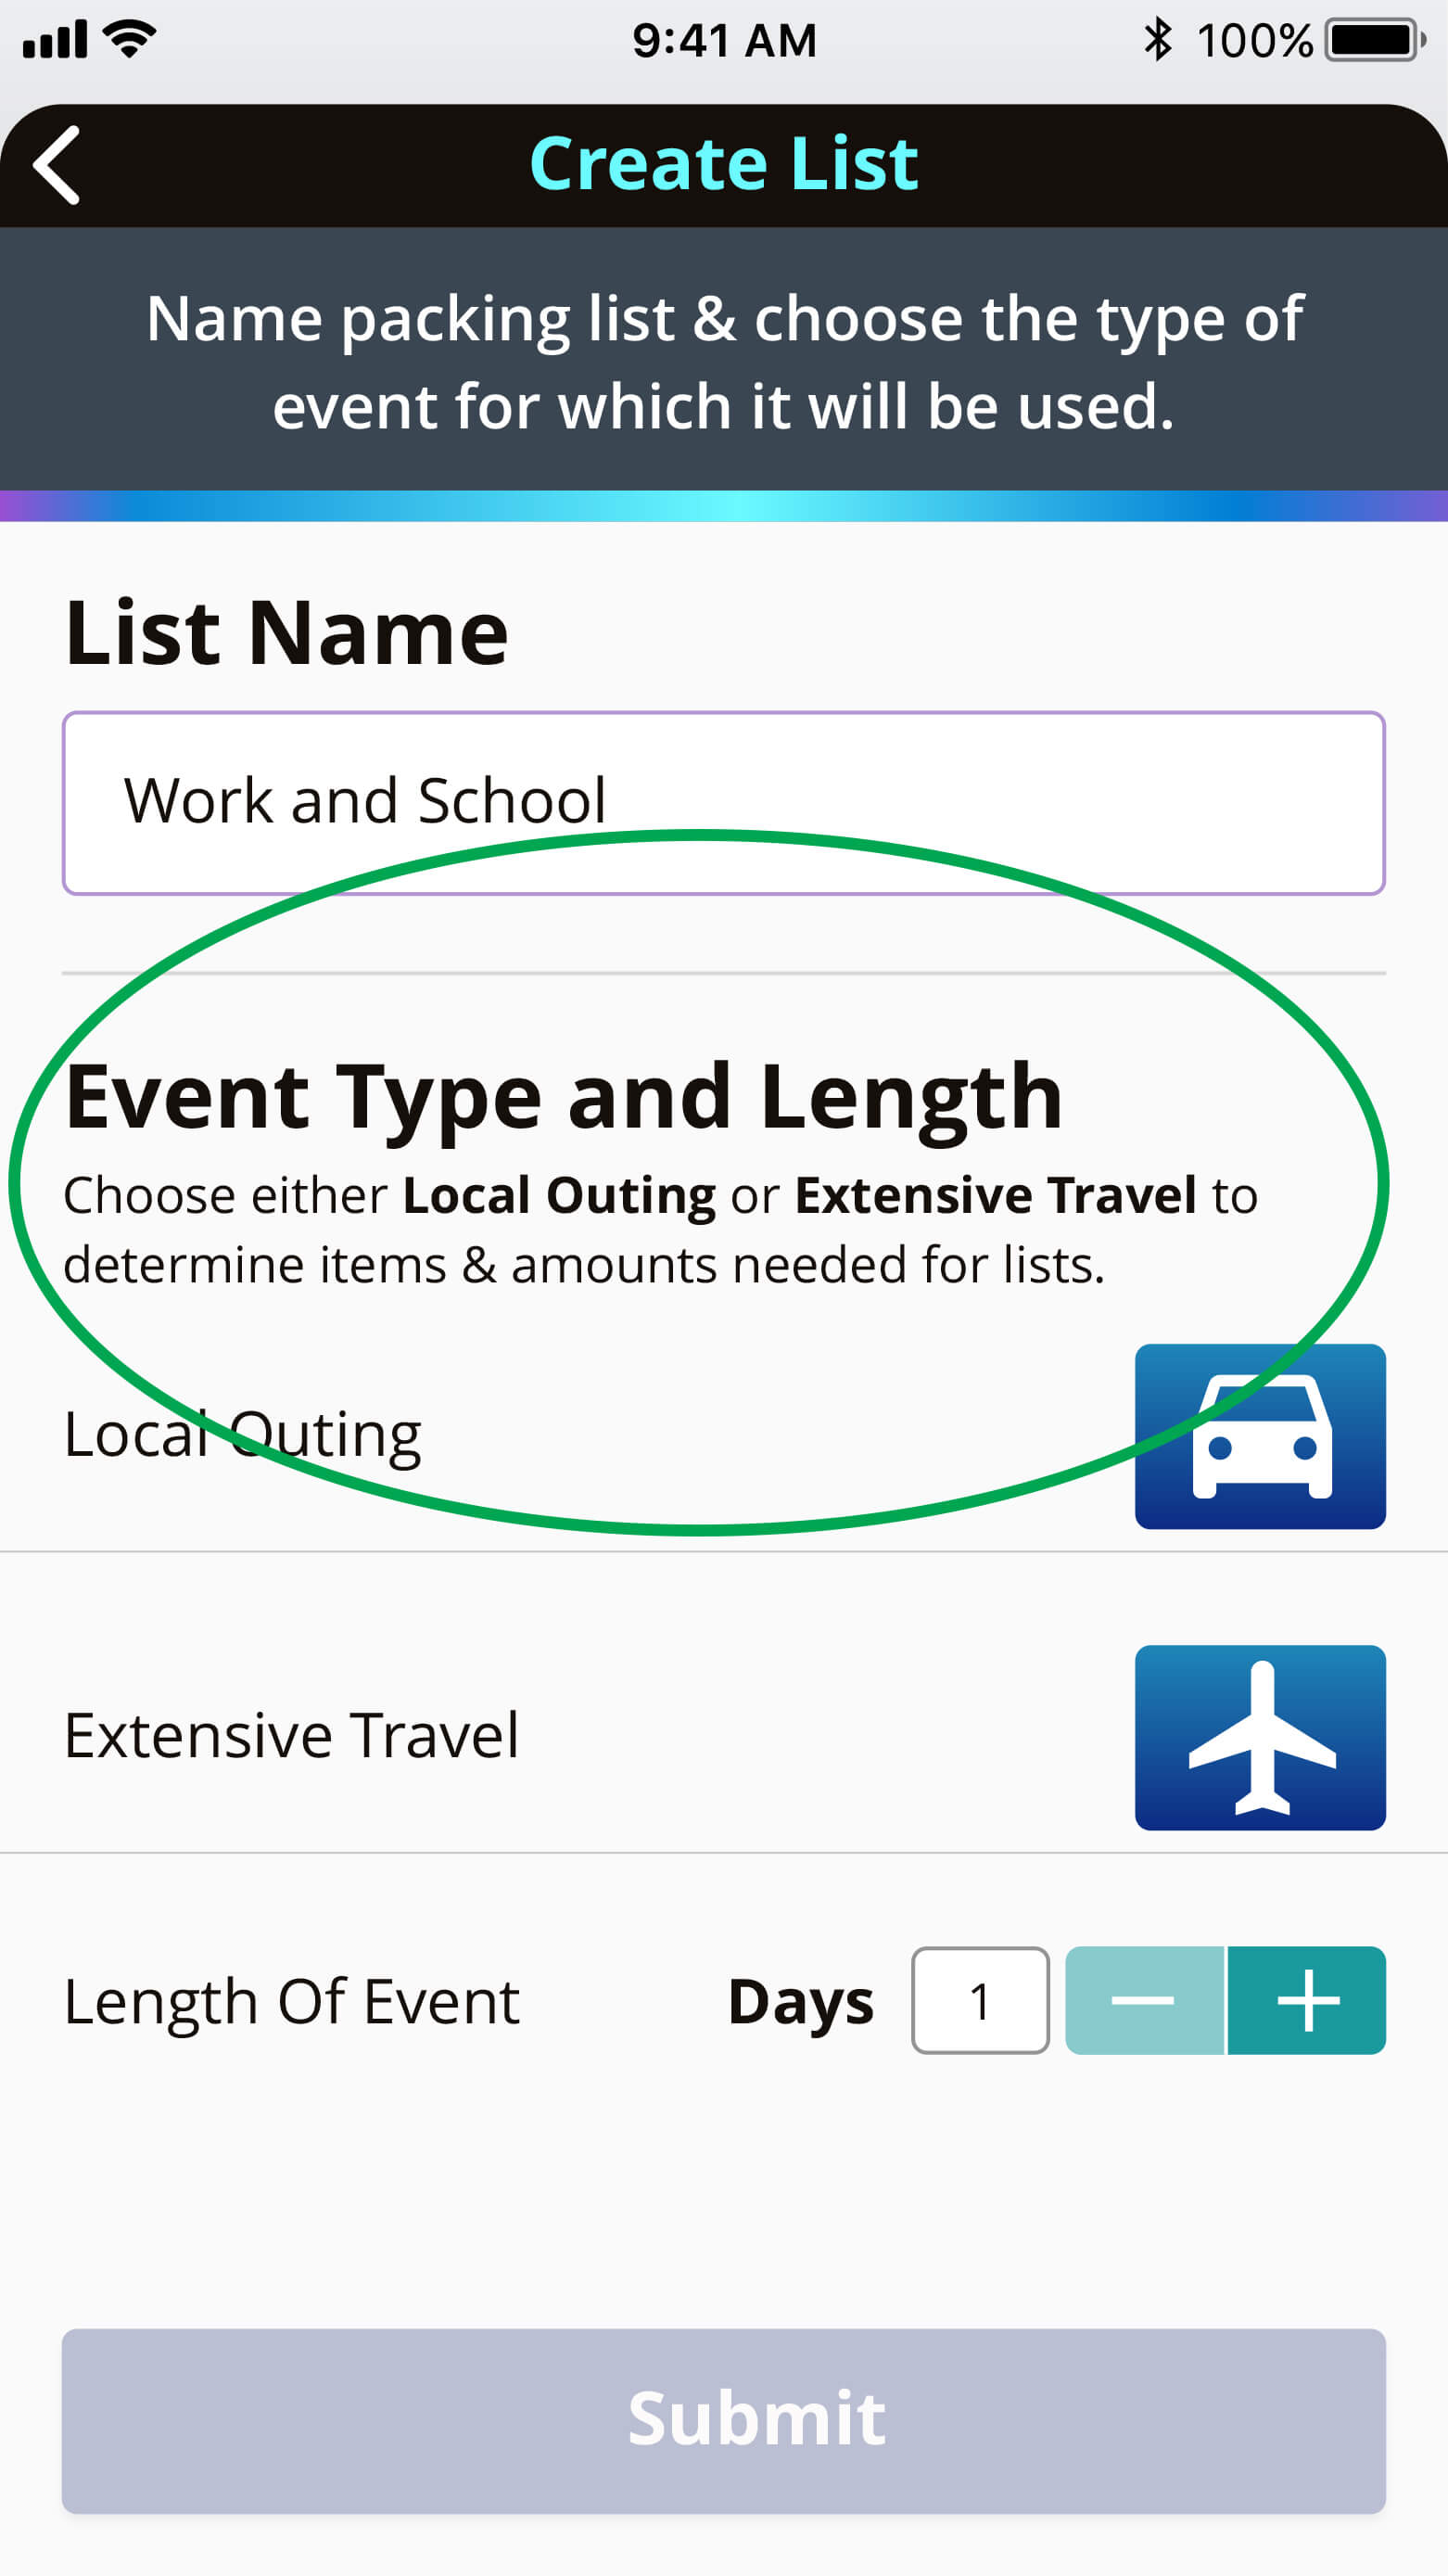 9:41 AM
100%
Create List
Name packing list & choose the type of
event for which it will be used.
List Name
Work and School
Event Type and Length
Choose either Local Outing or Extensive Travel to
determine items & amounts needed for lists.
Local Outing
Extensive Travel
Length Of Event Days 1
Submit